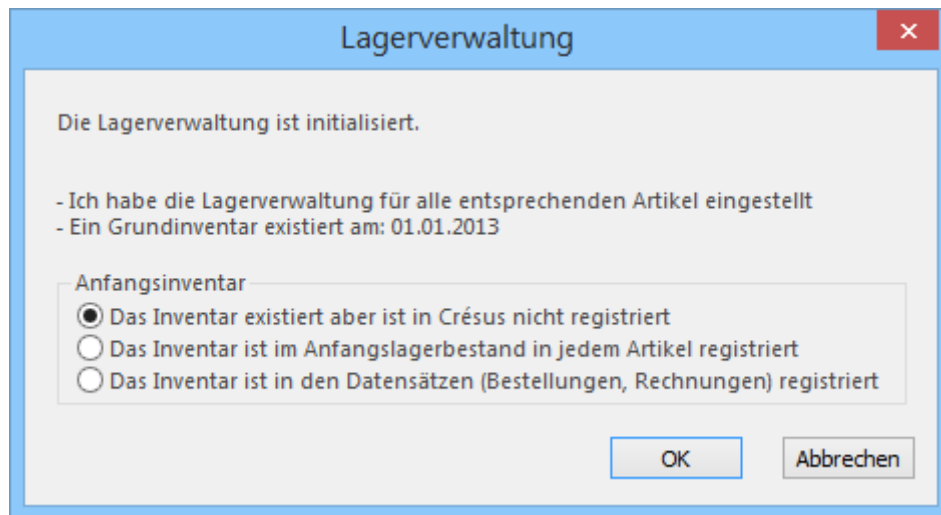 Lagerverwaltung
Die Lagerverwaltung ist initialisiert.
- Ich habe die Lagerverwaltung für alle entsprechenden Artikel eingestellt
- Ein Grundinventar existiert am: 01.01.2013
Anfangsinventar
Das Inventar existiert aber ist in Crésus nicht registriert
Das Inventar ist im Anfangslagerbestand in jedem Artikel registriert
Das Inventar ist in den Datensätzen (Bestellungen, Rechnungen) registriert
OK Abbrechen